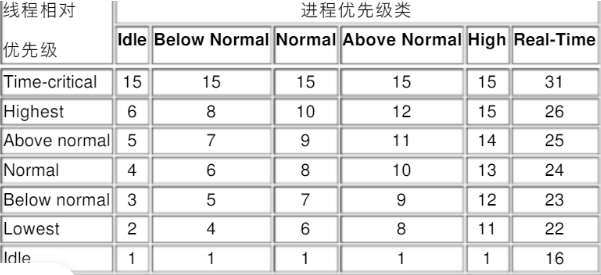 线程相对 进程优先级类
优先级 Idle Below Normal Normal Above Normal High Real-Time
Time-critical 15 15 15 15 15 31
Highest 6 8 10 12 15 26
Above normal 5 7 9 11 14 25
Normal 4 6 8 10 13 24
Below normal 3 5 7 9 12 23
Lowest 2 4 6 8 11 22
Idle 1 1 1 1 1 16